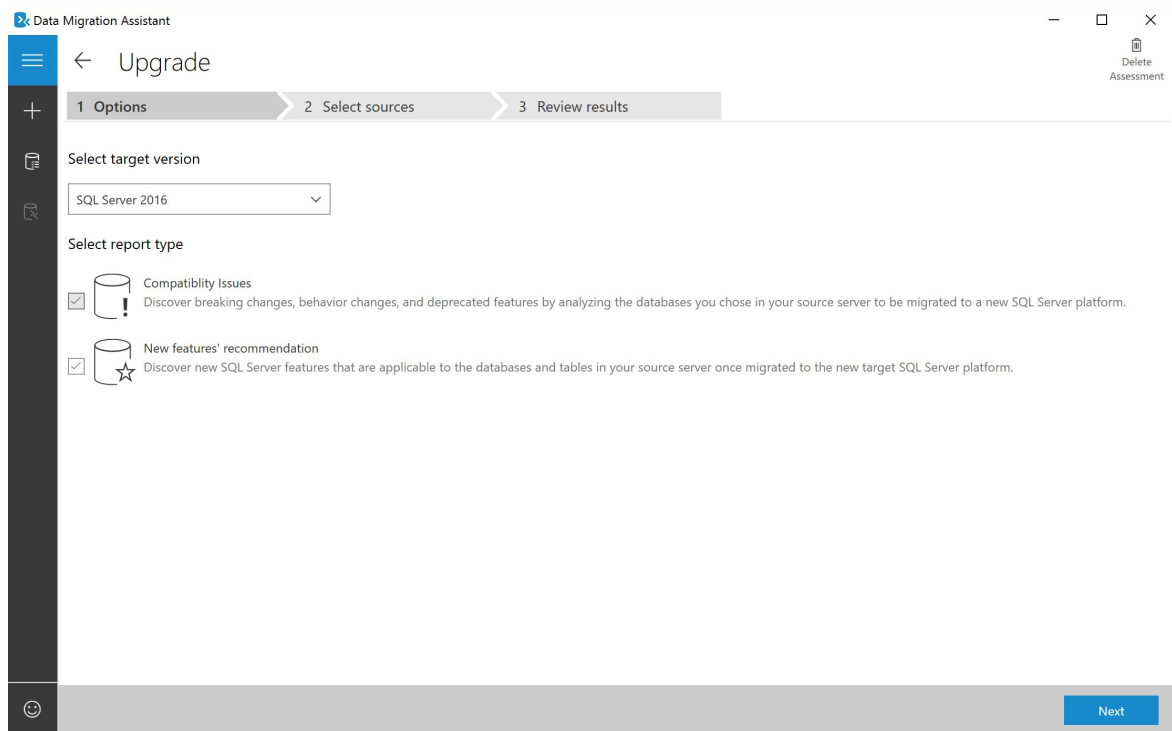 Data Migration Assistant
Upgrade
Delete
Assessment
1 Options
2 Select sources
3 Review results
Select target version
SQL Server 2016
Select report type
Compatiblity Issues
Discover breaking changes, behavior changes, and deprecated features by analyzing the databases you chose in your source server to be migrated to a new SQL Server platform.
New features' recommendation
Discover new SQL Server features that are applicable to the databases and tables in your source server once migrated to the new target SQL Server platform.
Next